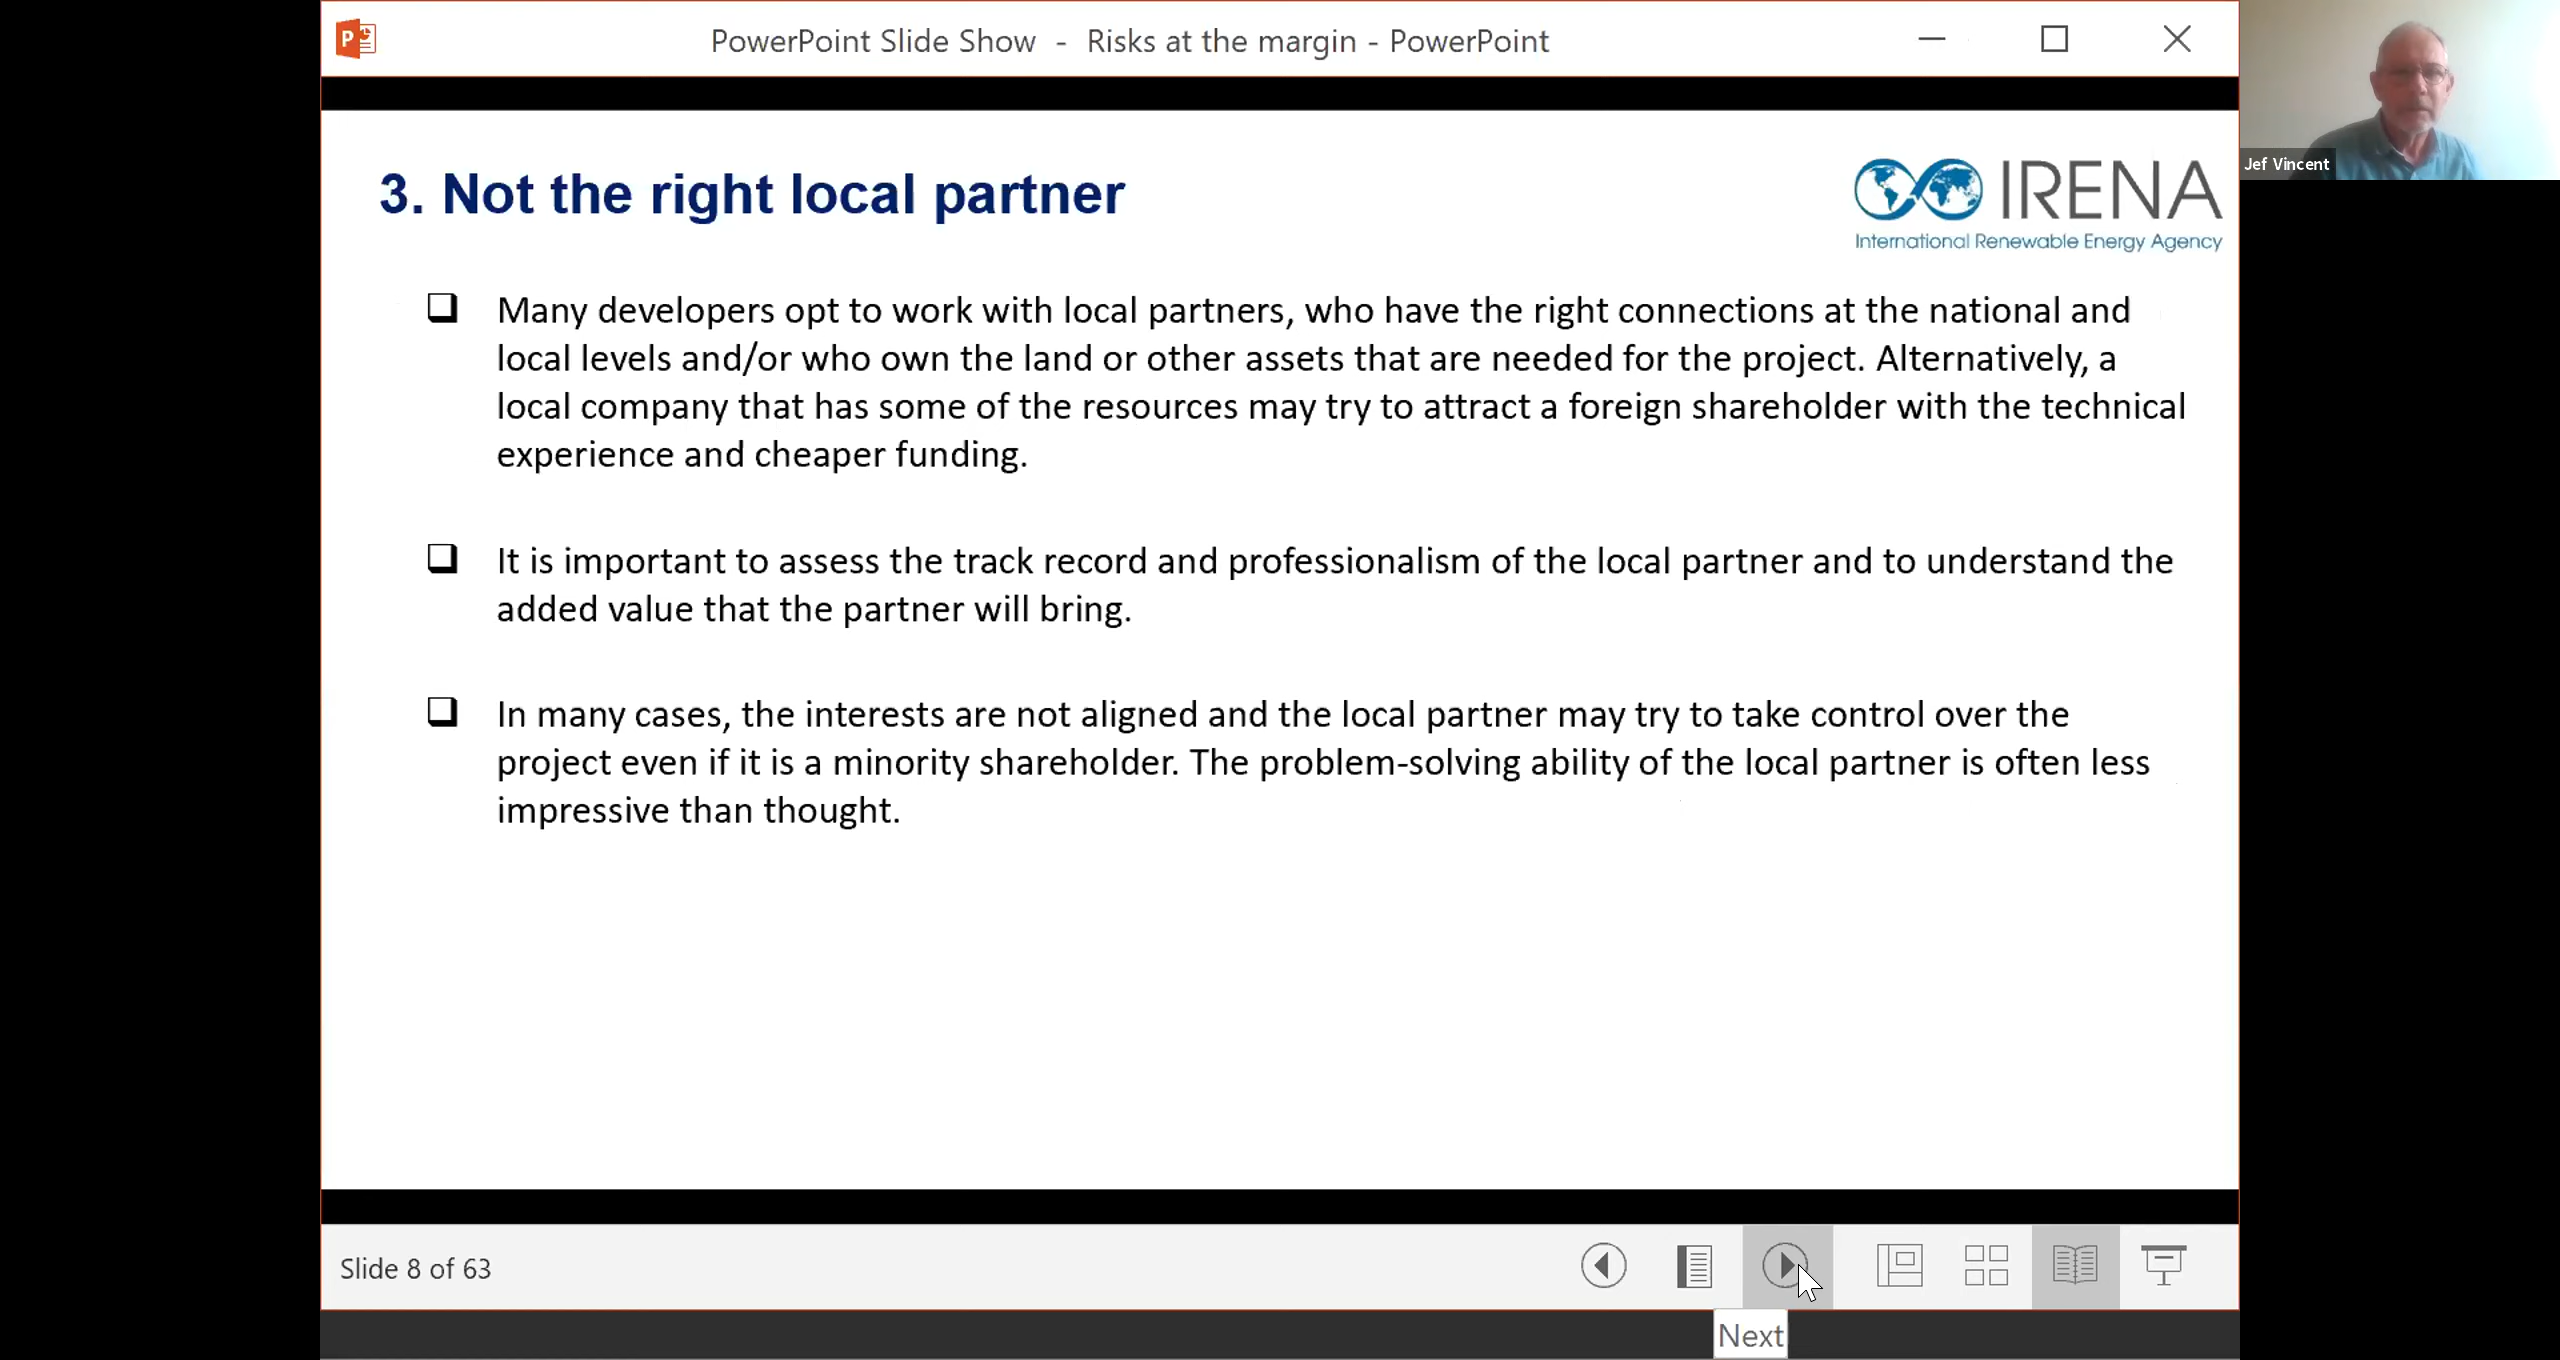 PowerPoint Slide Show - Risks at the margin - PowerPoint
Jef Vincent
3. Not the right local partner
IRENA
International Renewable Energy Agency
Many developers opt to work with local partners, who have the right connections at the national and
local levels and/or who own the land or other assets that are needed for the project. Alternatively, a
local company that has some of the resources may try to attract a foreign shareholder with the technical
experience and cheaper funding.
It is important to assess the track record and professionalism of the local partner and to understand the
added value that the partner will bring.
In many cases, the interests are not aligned and the local partner may try to take control over the
project even if it is a minority shareholder. The problem-solving ability of the local partner is often less
impressive than thought.
Slide 8 of 63
Next